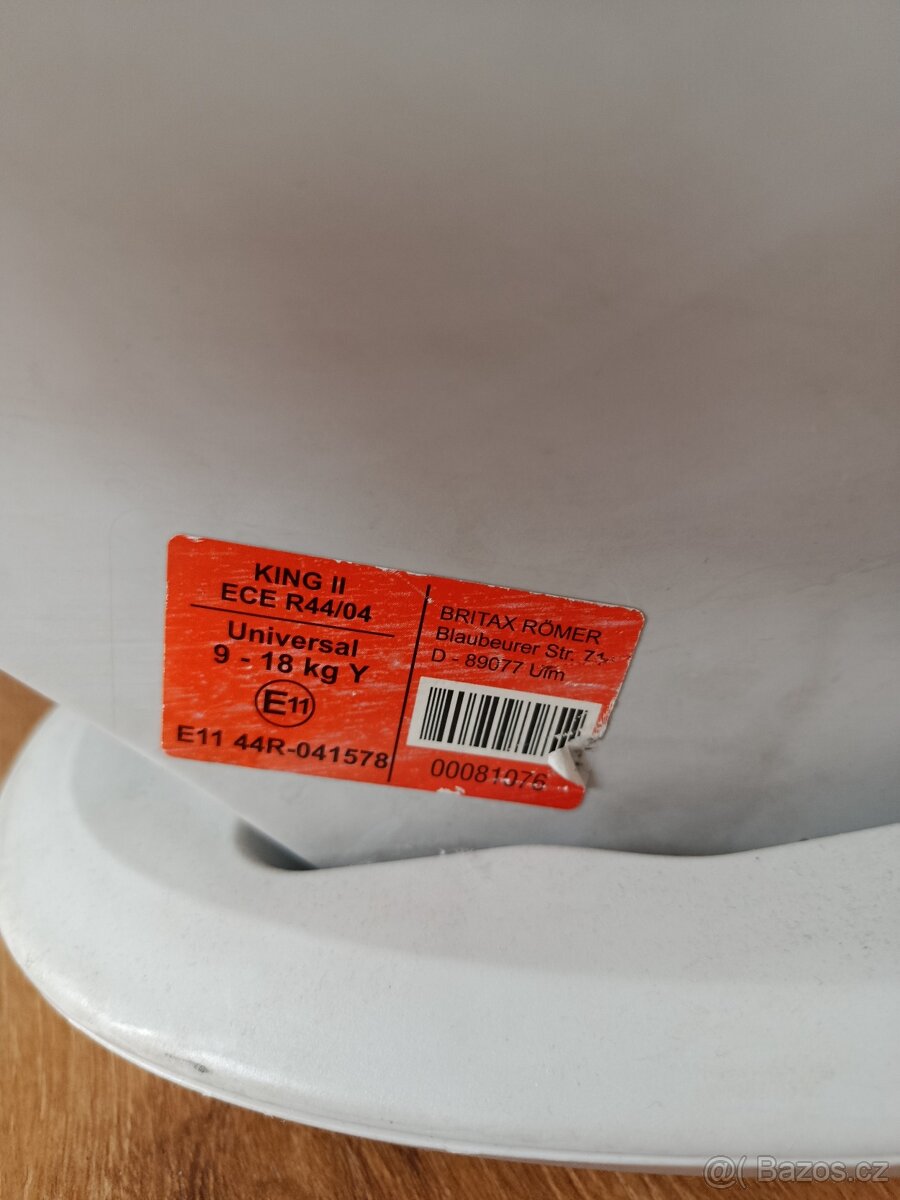 KING II
ECE R44/04
Universal
9 - 18 kg Y
E11
E11 44R-041578
BRITAX RÖMER
Blaubeurer Str.
D - 89077 Ulm
00081076
@ Bazos.cz